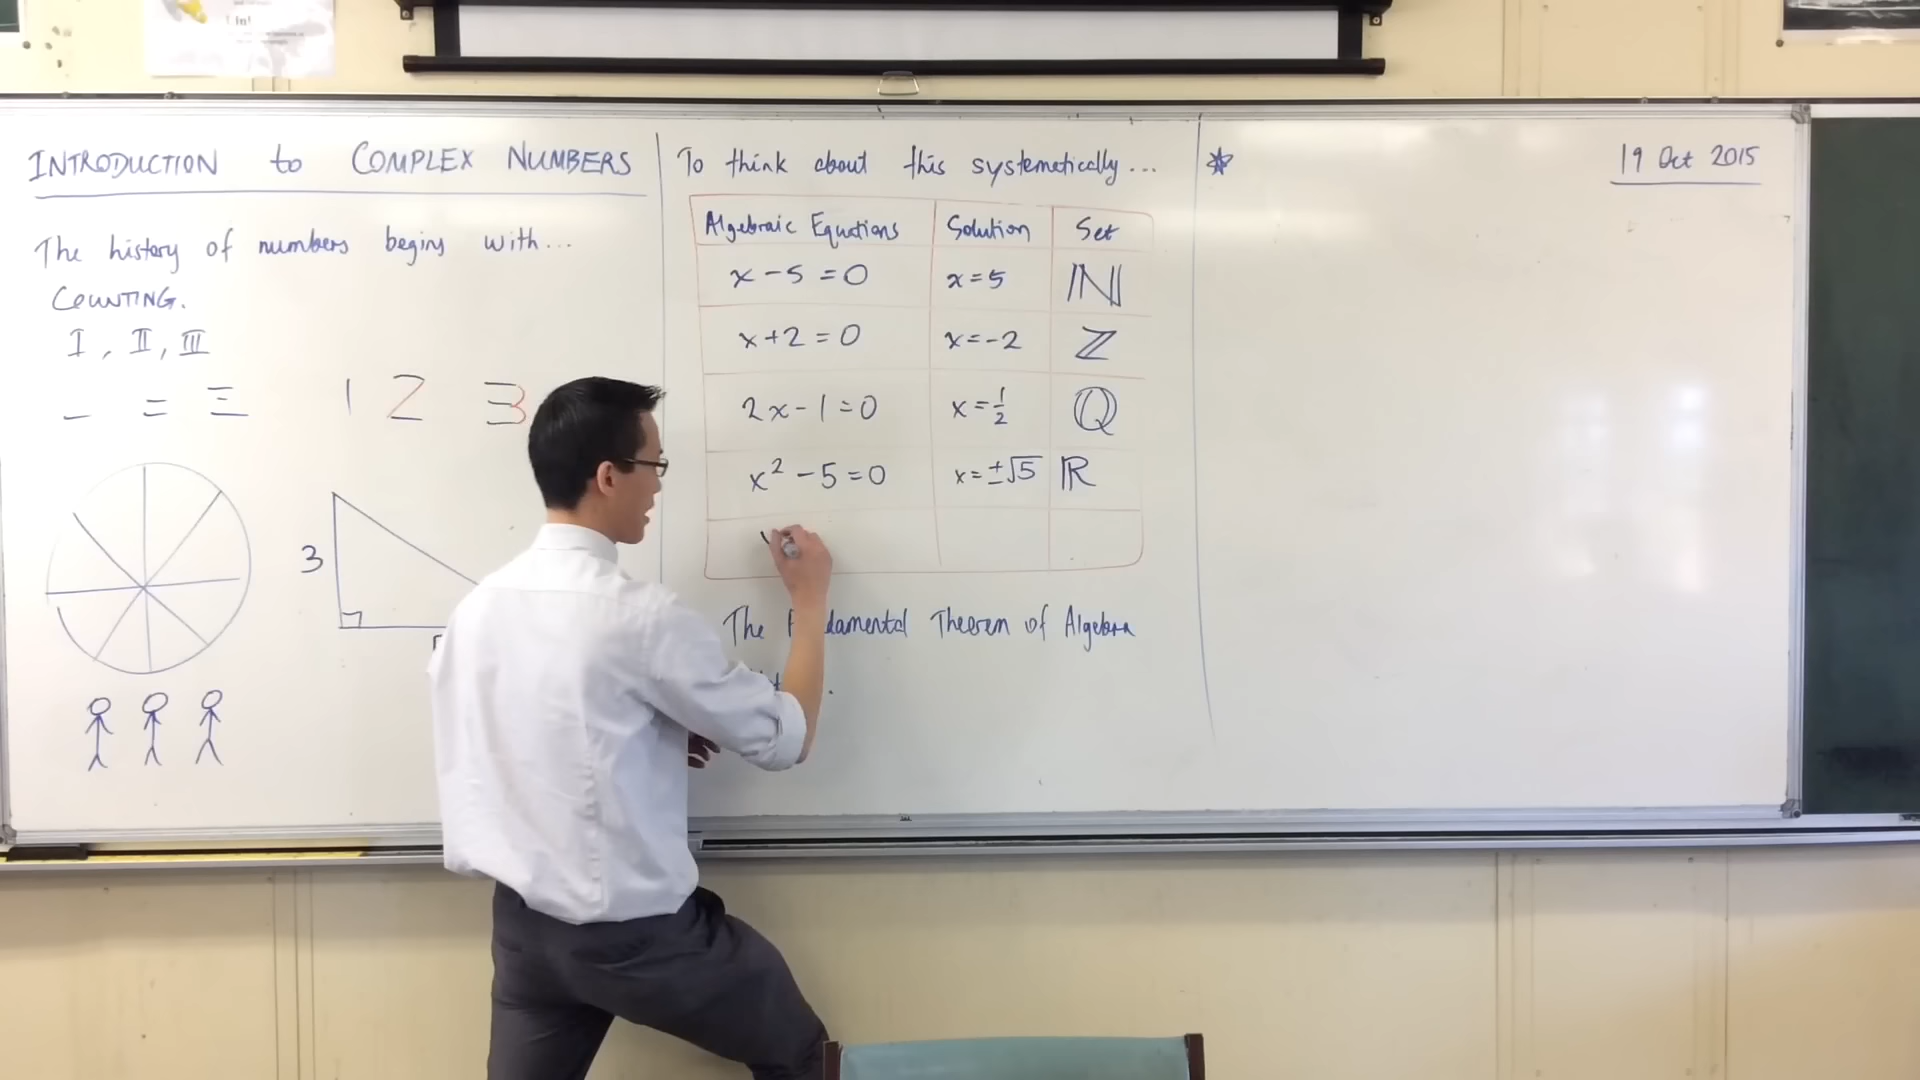 INTRODUCTION to COMPLEX NUMBERS
The history of numbers begins with...
COUNTING.
I, II, III
1 2 3
3
To think about this systematically...
Algebraic Equations Solution Set
x - 5 = 0 x = 5 ℕ
x + 2 = 0 x = -2 ℤ
2x - 1 = 0 x = 1/2 ℚ
x² - 5 = 0 x = ±√5 ℝ
The Theorem of Algebra
19 Oct 2015